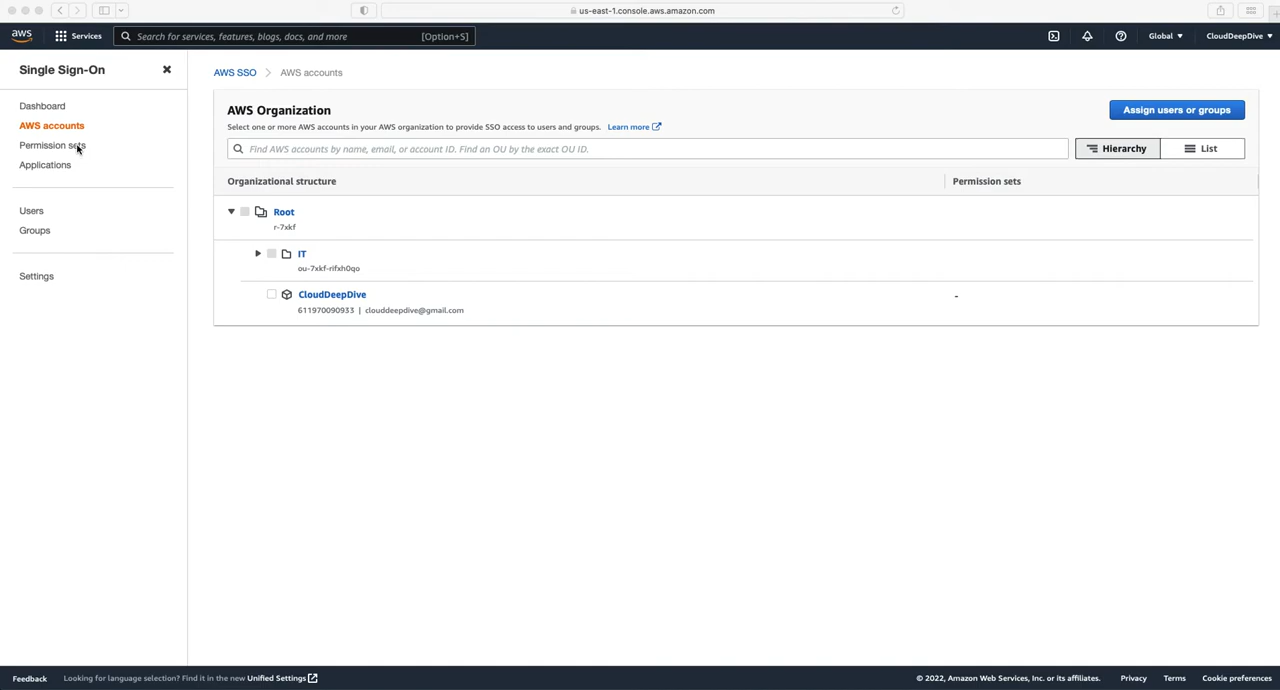 us-east-1.console.aws.amazon.com
aws Services Search for services, features, blogs, docs, and more [Option+S] Global CloudDeepDive
Single Sign-On
Dashboard
AWS accounts
Permission sets
Applications
Users
Groups
Settings
AWS SSO > AWS accounts
AWS Organization
Assign users or groups
Select one or more AWS accounts in your AWS organization to provide SSO access to users and groups. Learn more
Find AWS accounts by name, email, or account ID. Find an OU by the exact OU ID.
Hierarchy List
Organizational structure Permission sets
Root
r-7xkf
IT
ou-7xkf-rifxh0qo
CloudDeepDive -
611970090933 | clouddeepdive@gmail.com
Feedback Looking for language selection? Find it in the new Unified Settings © 2022, Amazon Web Services, Inc. or its affiliates. Privacy Terms Cookie preferences